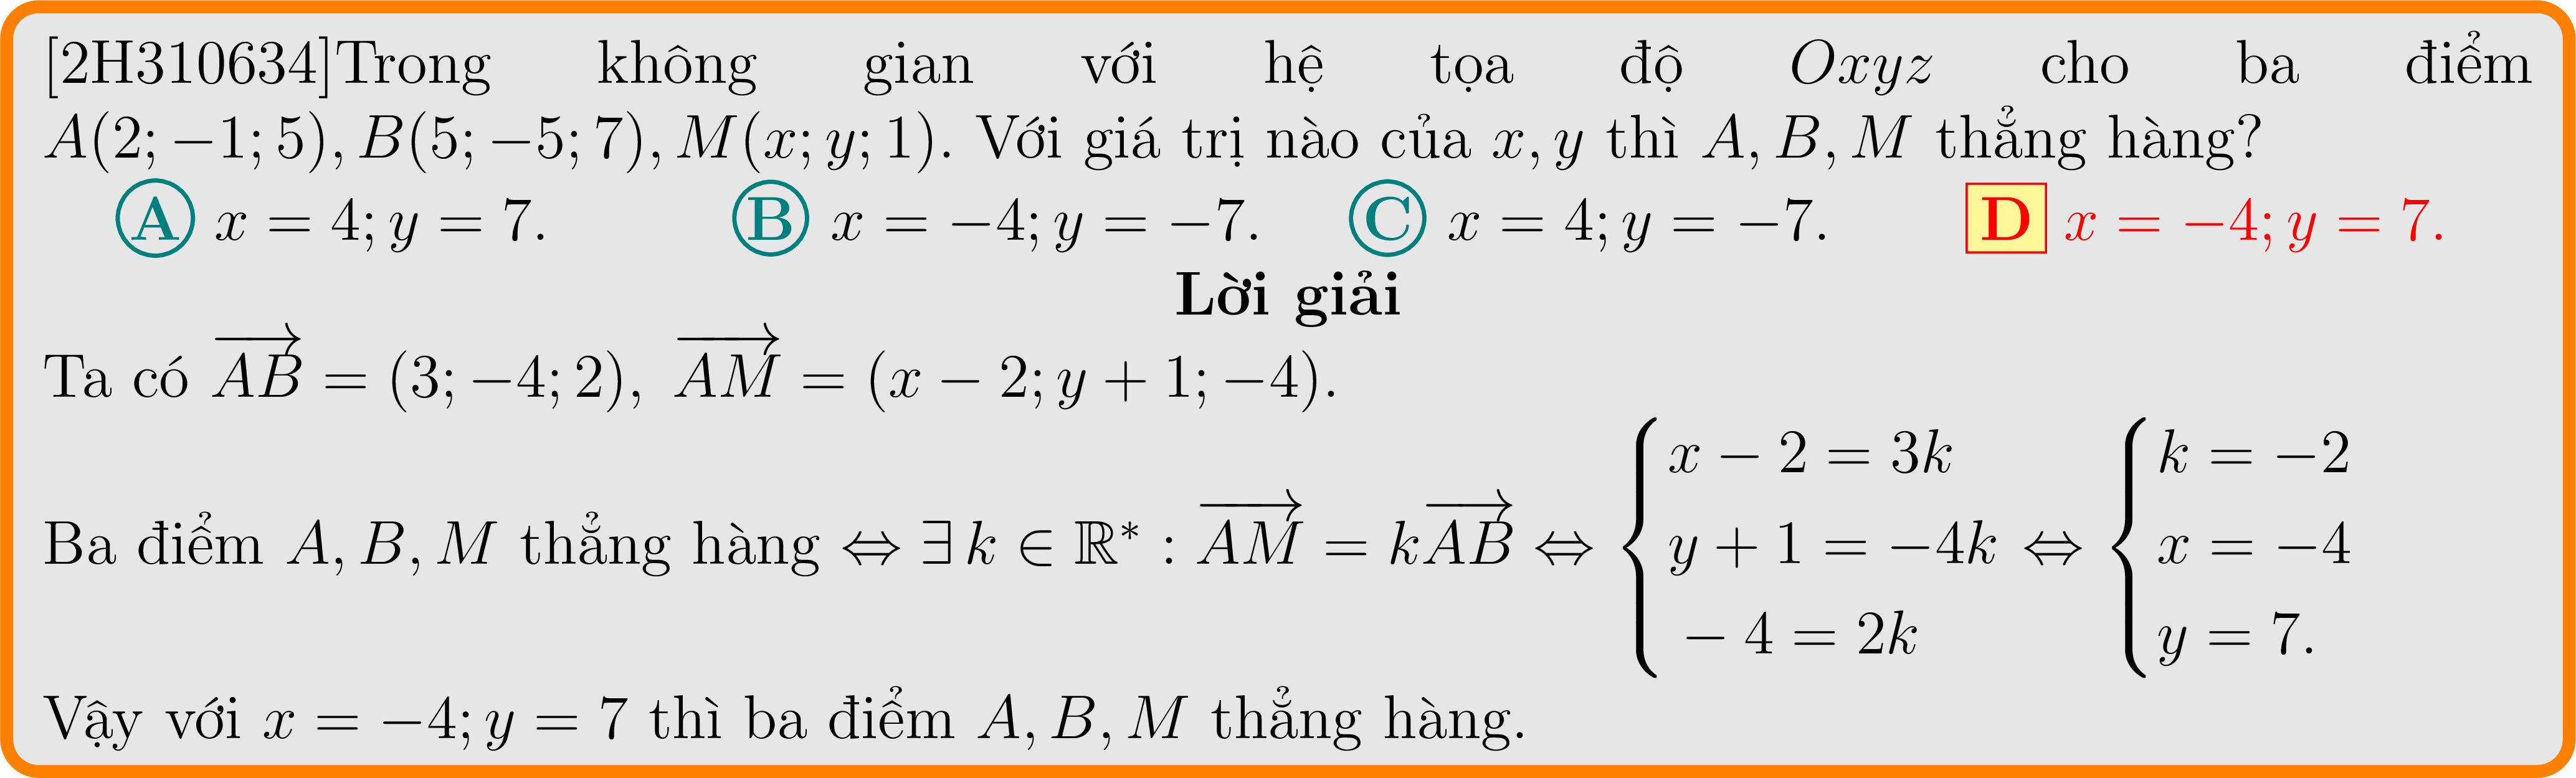 [2H310634]Trong không gian với hệ tọa độ Oxyz cho ba điểm
A(2; −1; 5), B(5; −5; 7), M(x; y; 1). Với giá trị nào của x, y thì A, B, M thẳng hàng?
A x = 4; y = 7. B x = −4; y = −7. C x = 4; y = −7. D x = −4; y = 7.
Lời giải
Ta có $\overrightarrow{AB} = (3; -4; 2), \overrightarrow{AM} = (x - 2; y + 1; -4).$
Ba điểm A, B, M thẳng hàng $\Leftrightarrow \exists k \in \mathbb{R}^* : \overrightarrow{AM} = k\overrightarrow{AB} \Leftrightarrow \begin{cases} x - 2 = 3k \\ y + 1 = -4k \\ -4 = 2k \end{cases} \Leftrightarrow \begin{cases} k = -2 \\ x = -4 \\ y = 7. \end{cases}$
Vậy với x = −4; y = 7 thì ba điểm A, B, M thẳng hàng.